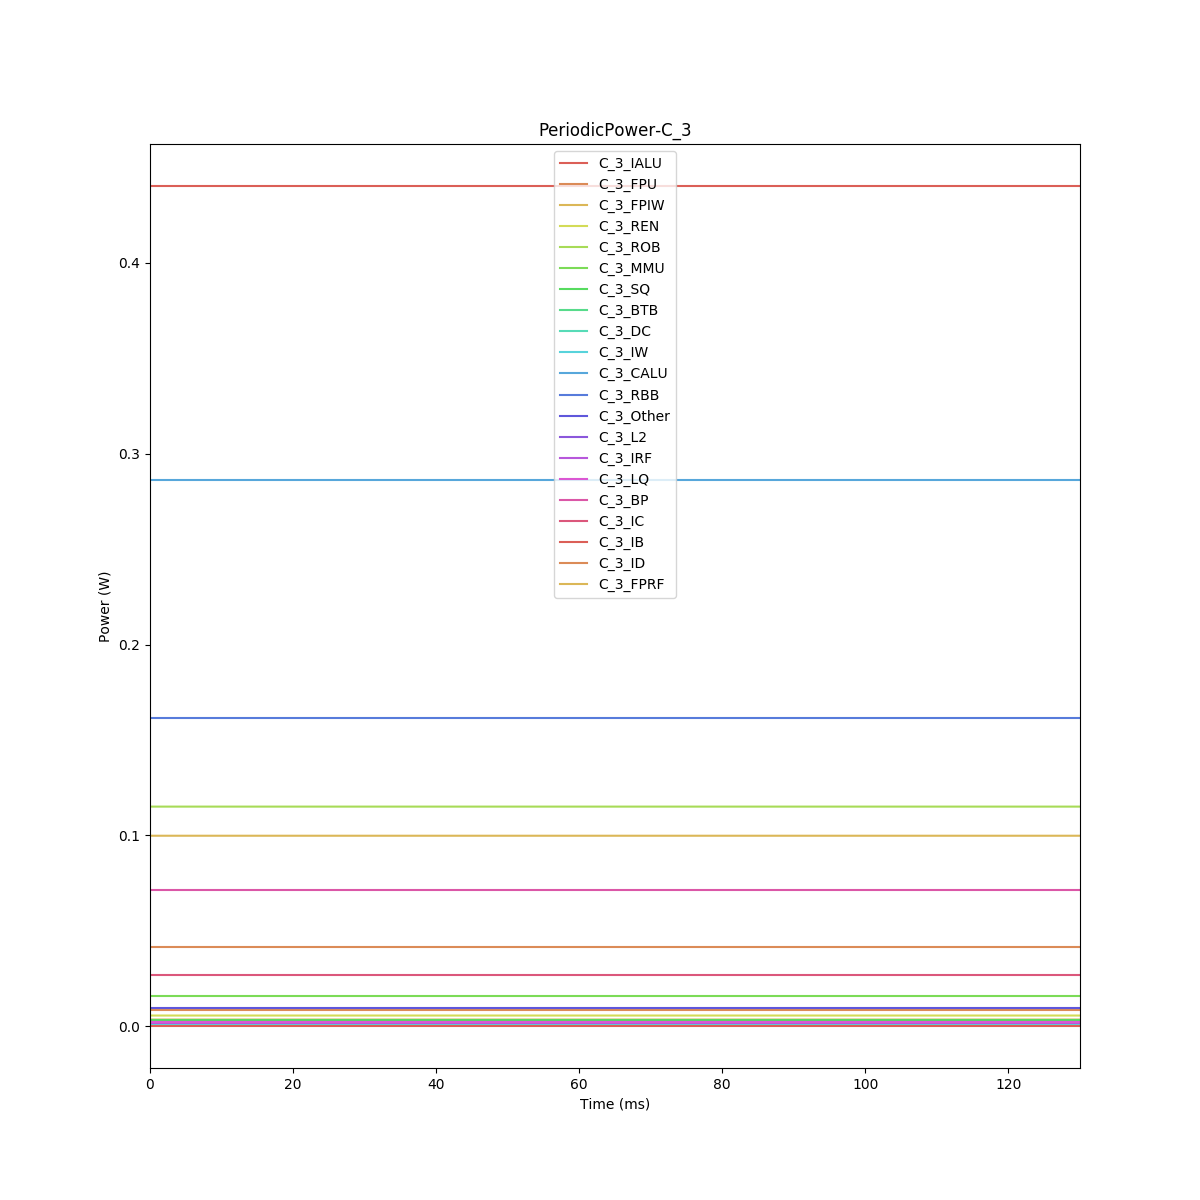 PeriodicPower-C_3
C_3_IALU
C_3_FPU
C_3_FPIW
C_3_REN
C_3_ROB
C_3_MMU
C_3_SQ
C_3_BTB
C_3_DC
C_3_IW
C_3_CALU
C_3_RBB
C_3_Other
C_3_L2
C_3_IRF
C_3_LQ
C_3_BP
C_3_IC
C_3_IB
C_3_ID
C_3_FPRF
0.4
0.3
0.2
0.1
0.0
Power (W)
0 20 40 60 80 100 120
Time (ms)